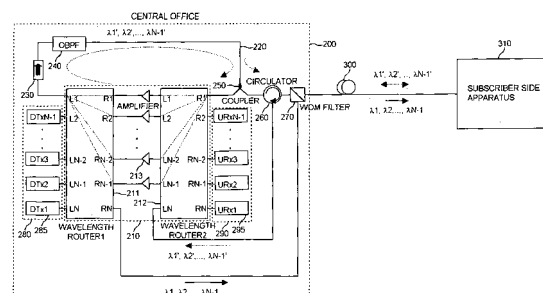 CENTRAL OFFICE
200
OBPF
240
λ1', λ2',..., λN-1'
220
230
250
CIRCULATOR
COUPLER
260
270
WDM FILTER
300
λ1', λ2', .. λN-1'
λ1, λ2,..., λN-1
310
SUBSCRIBER SIDE
APPARATUS
L1 R1 L1 R1
AMPLIFIER
DTxN-1 L2 R2 L2 R2 URxN-1
DTx3 LN-2 RN-2 LN-2 RN-2 URx3
213
DTx2 LN-1 RN-1 LN-1 RN-1 URx2
211
212
DTx1 LN RN LN RN URx1
280 285 210 290 295
WAVELENGTH
ROUTER1
WAVELENGTH
ROUTER2
λ1', λ2',..., λN-1'
λ1, λ2, ..., λN-1